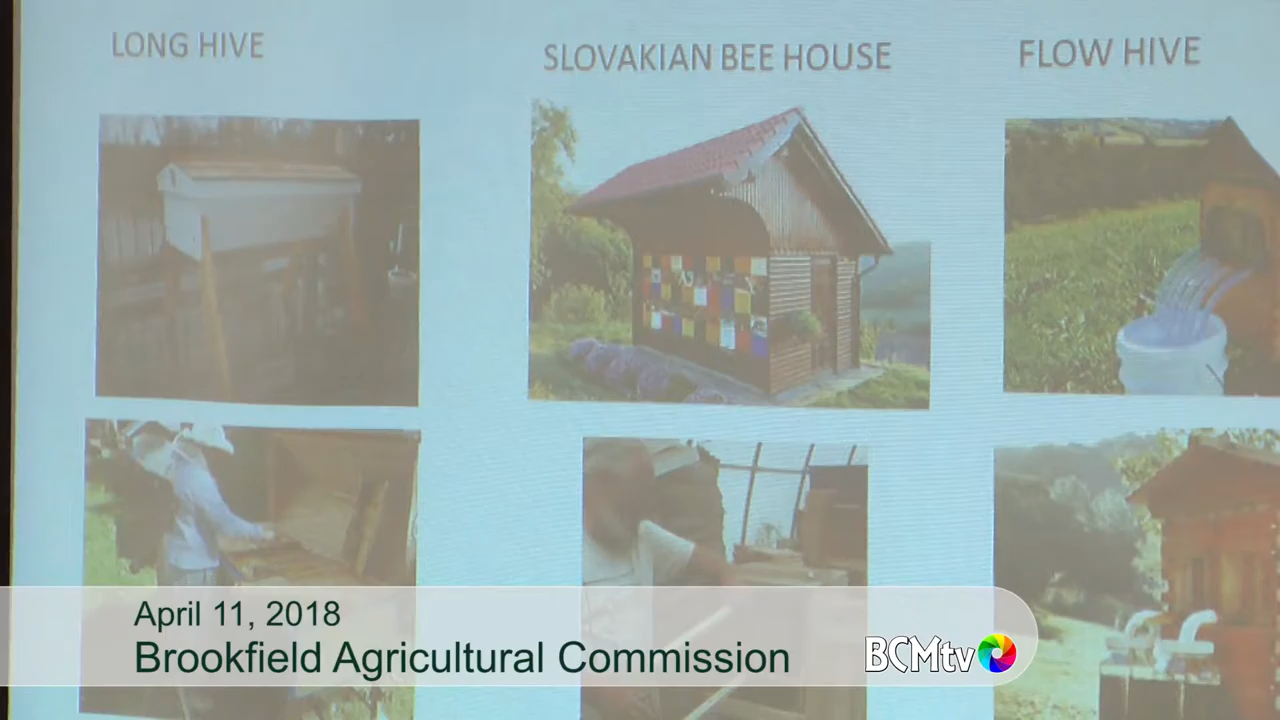 LONG HIVE
SLOVAKIAN BEE HOUSE
FLOW HIVE
April 11, 2018
Brookfield Agricultural Commission
BCMtv